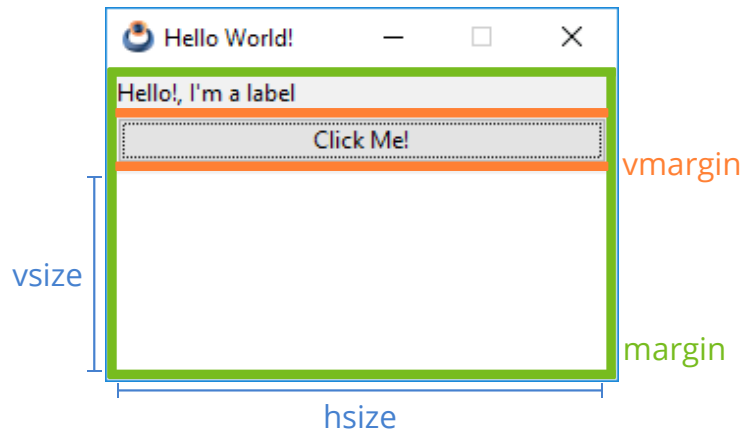 Hello World!
Hello!, I'm a label
Click Me!
vmargin
vsize
margin
hsize